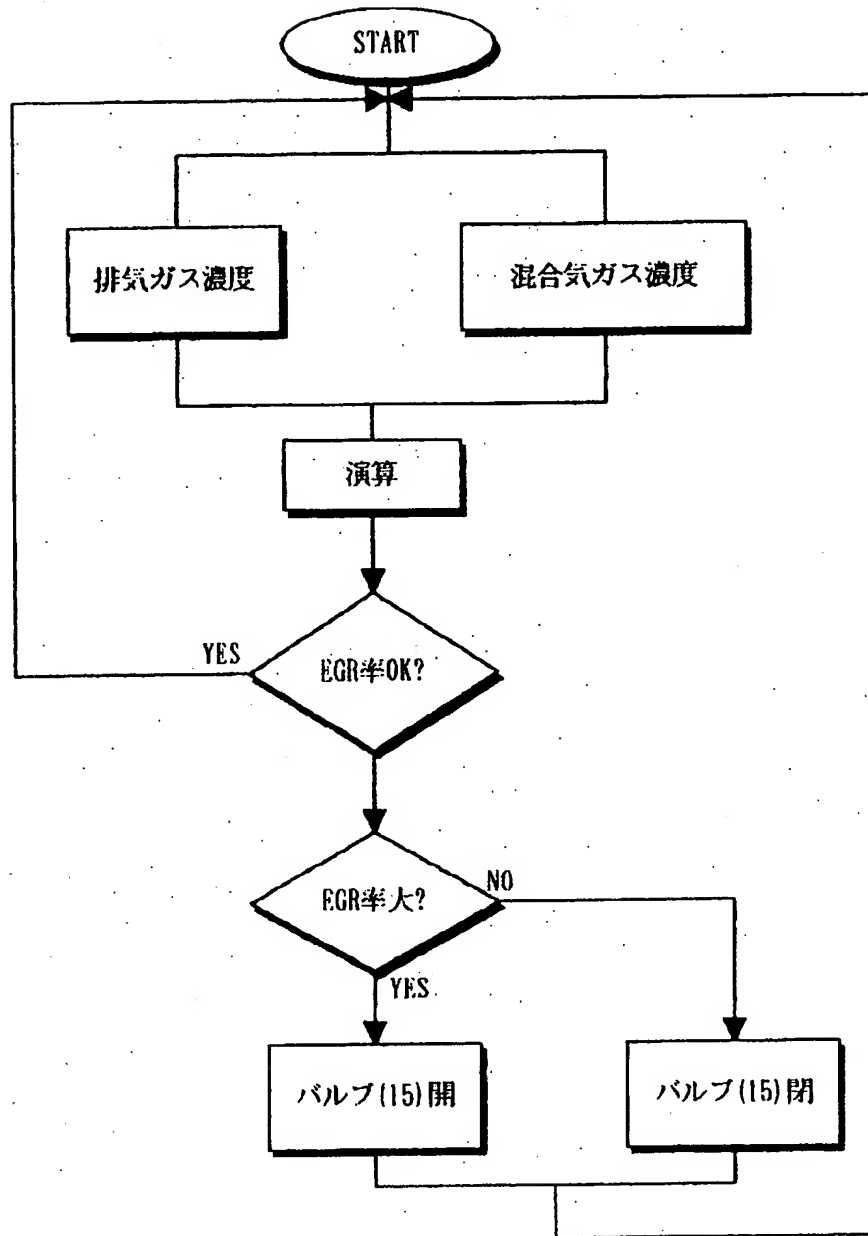 START
排気ガス濃度
混合気ガス濃度
演算
YES
EGR率OK?
EGR率大?
NO
YES
バルブ(15)開
バルブ(15)閉